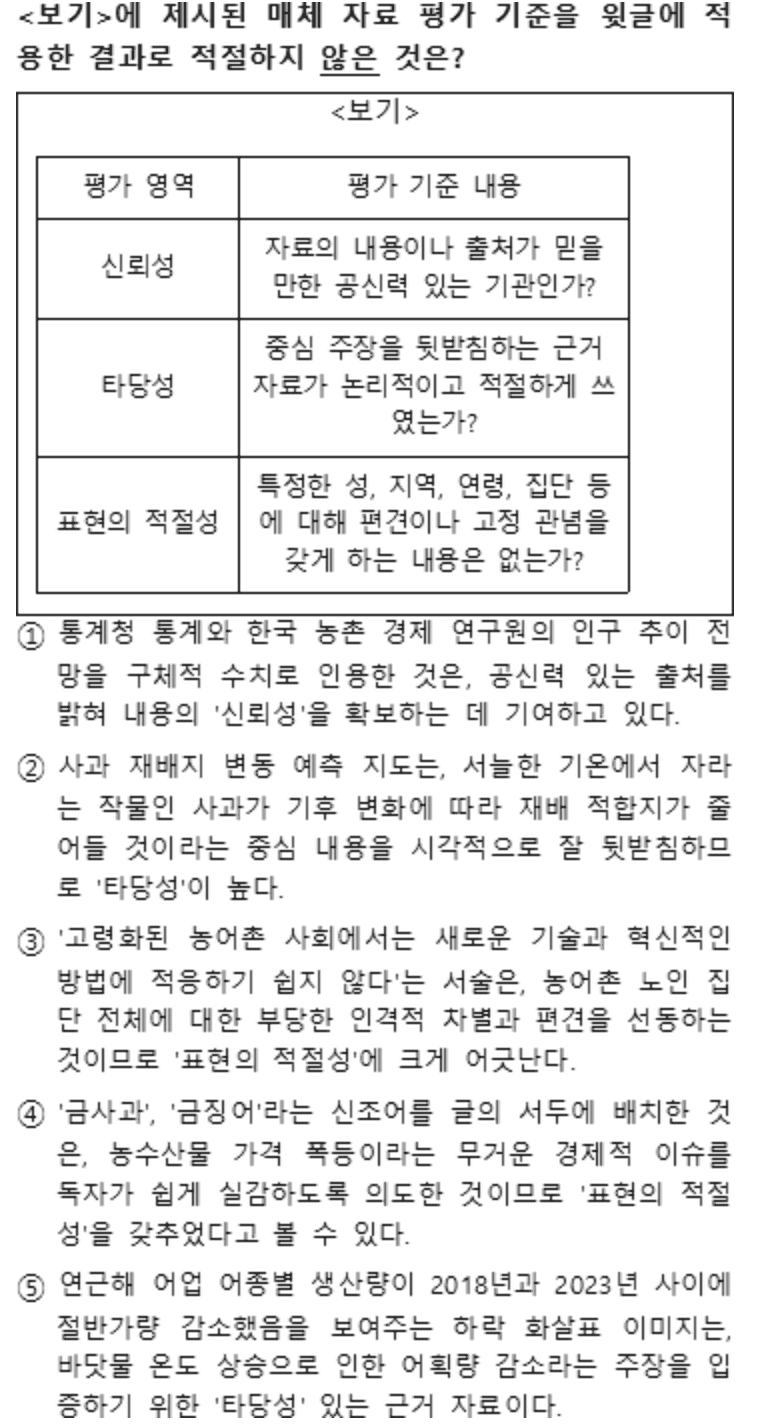 <보기>에 제시된 매체 자료 평가 기준을 윗글에 적
용한 결과로 적절하지 않은 것은?
<보기>
평가 영역
평가 기준 내용
신뢰성
자료의 내용이나 출처가 믿을
만한 공신력 있는 기관인가?
타당성
중심 주장을 뒷받침하는 근거
자료가 논리적이고 적절하게 쓰
였는가?
표현의 적절성
특정한 성, 지역, 연령, 집단 등
에 대해 편견이나 고정 관념을
갖게 하는 내용은 없는가?
① 통계청 통계와 한국 농촌 경제 연구원의 인구 추이 전
망을 구체적 수치로 인용한 것은, 공신력 있는 출처를
밝혀 내용의 '신뢰성'을 확보하는 데 기여하고 있다.
② 사과 재배지 변동 예측 지도는, 서늘한 기온에서 자라
는 작물인 사과가 기후 변화에 따라 재배 적합지가 줄
어들 것이라는 중심 내용을 시각적으로 잘 뒷받침하므
로 '타당성'이 높다.
③ '고령화된 농어촌 사회에서는 새로운 기술과 혁신적인
방법에 적응하기 쉽지 않다'는 서술은, 농어촌 노인 집
단 전체에 대한 부당한 인격적 차별과 편견을 선동하는
것이므로 '표현의 적절성'에 크게 어긋난다.
④ '금사과', '금징어'라는 신조어를 글의 서두에 배치한 것
은, 농수산물 가격 폭등이라는 무거운 경제적 이슈를
독자가 쉽게 실감하도록 의도한 것이므로 '표현의 적절
성'을 갖추었다고 볼 수 있다.
⑤ 연근해 어업 어종별 생산량이 2018년과 2023년 사이에
절반가량 감소했음을 보여주는 하락 화살표 이미지는,
바닷물 온도 상승으로 인한 어획량 감소라는 주장을 입
증하기 위한 '타당성' 있는 근거 자료이다.